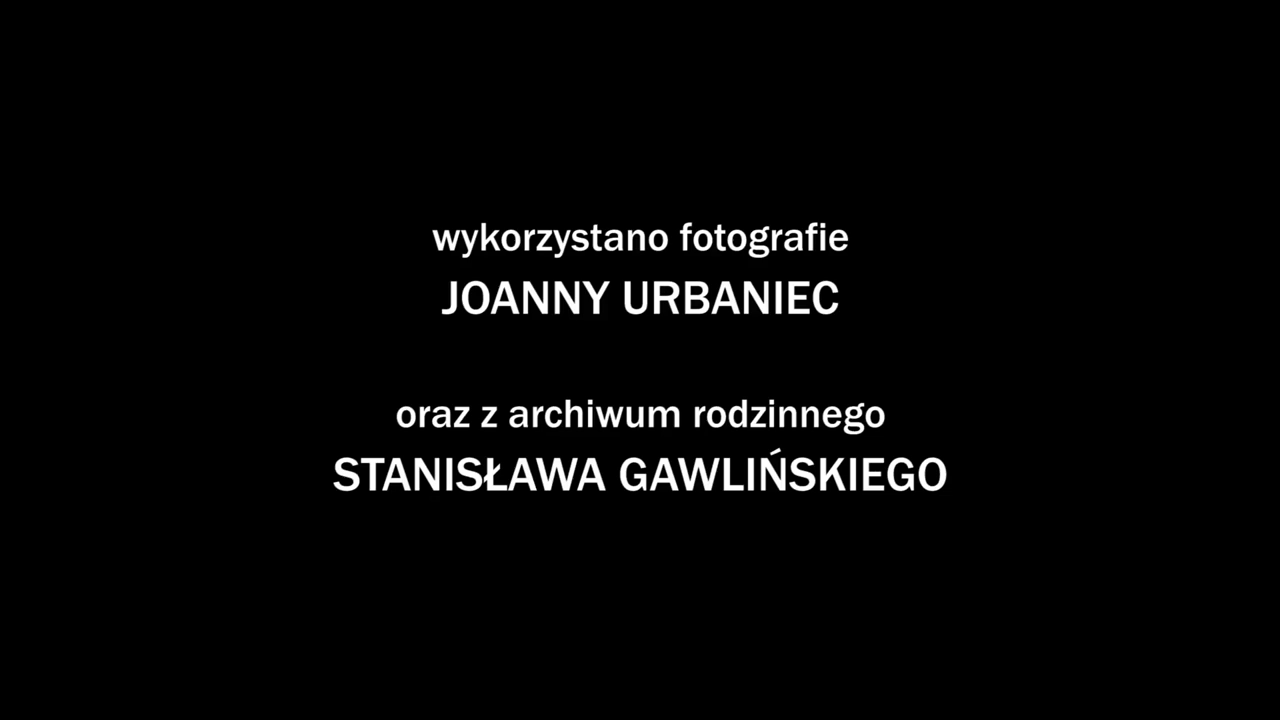 wykorzystano fotografie
JOANNY URBANIEC
oraz z archiwum rodzinnego
STANISŁAWA GAWLIŃSKIEGO